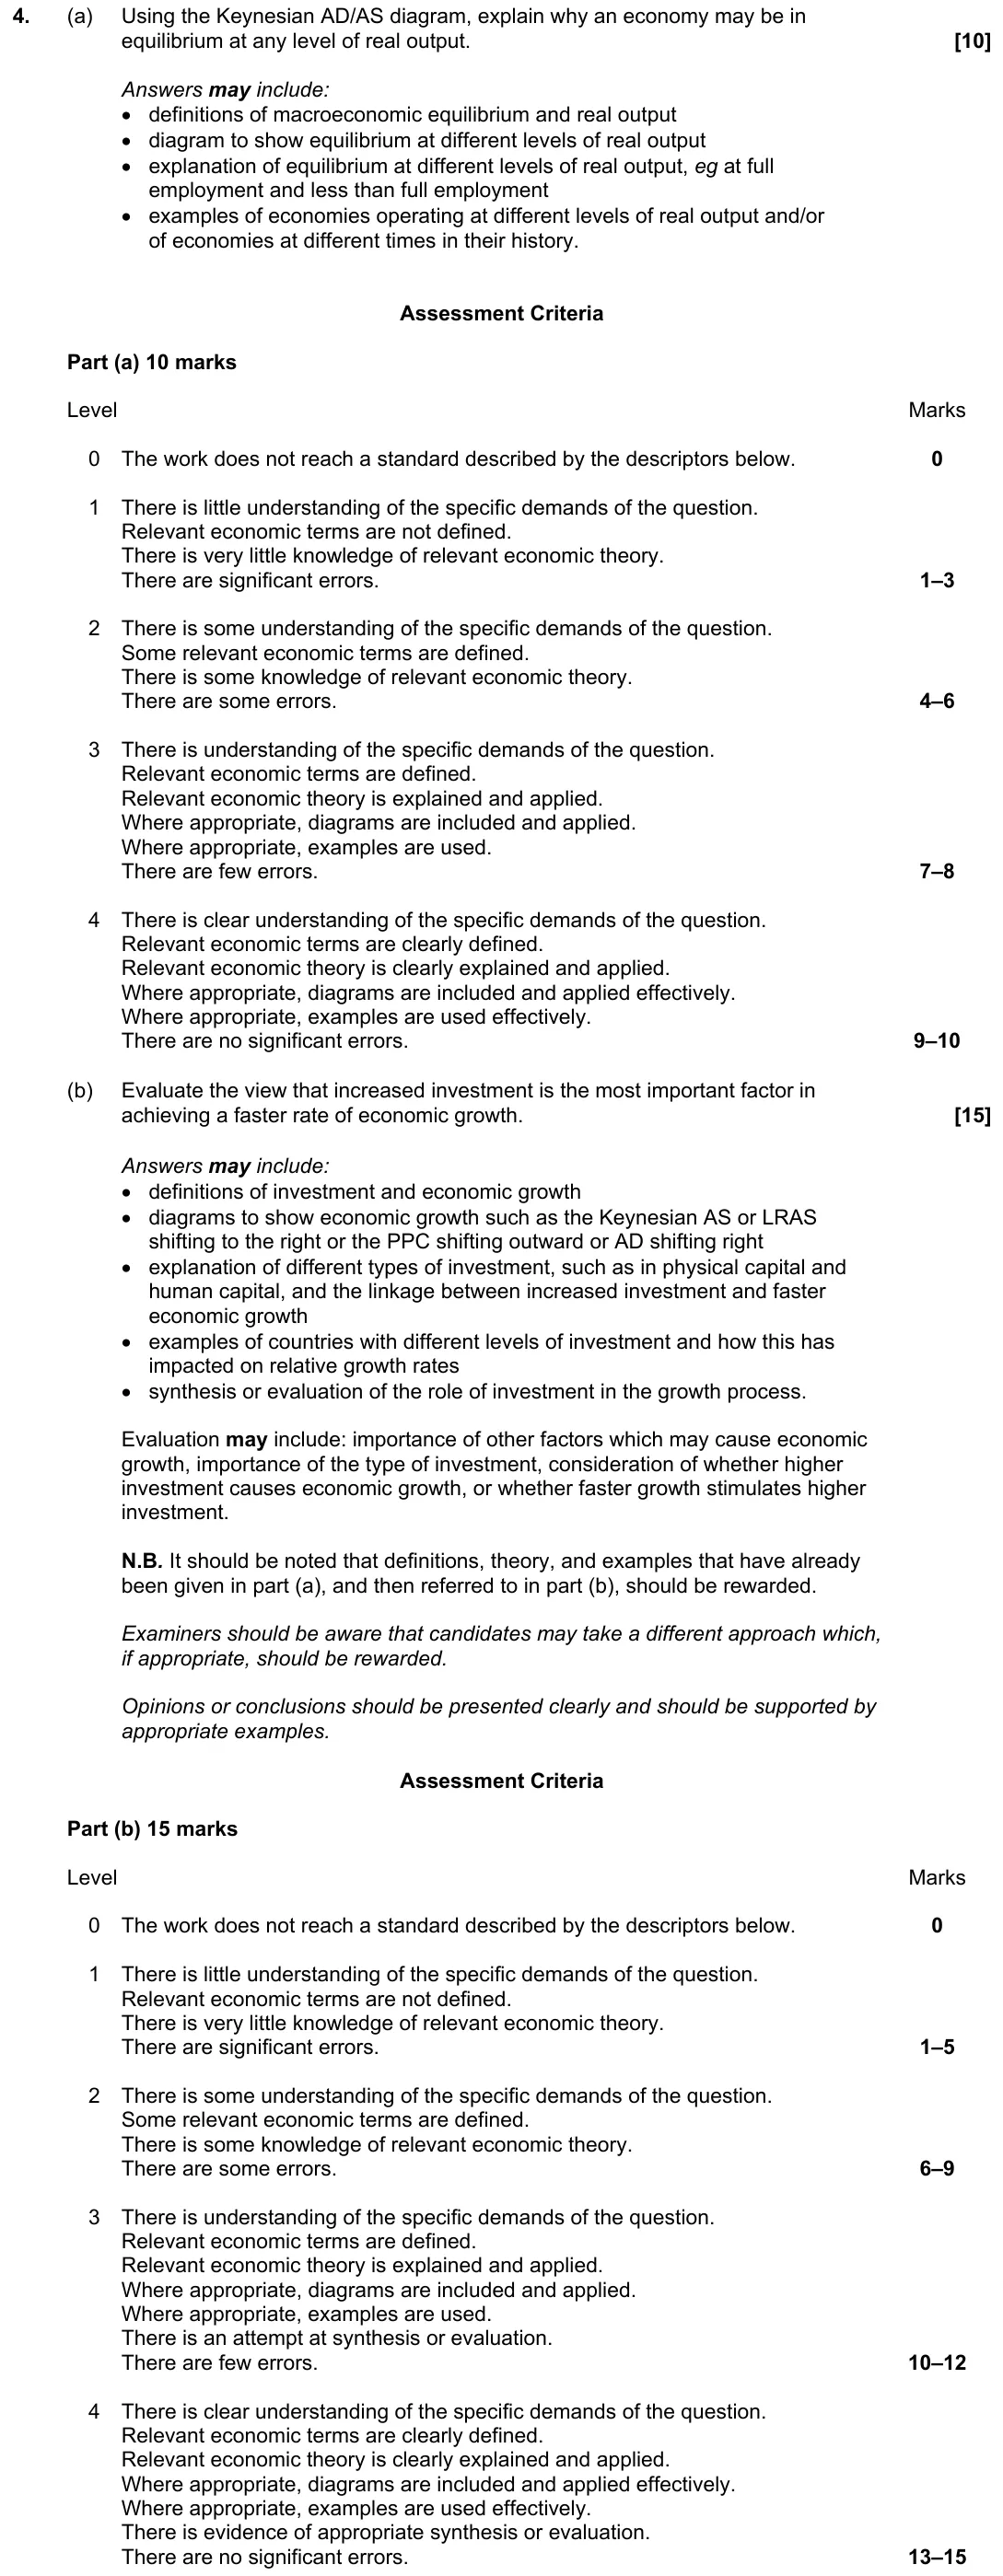 4. (a) Using the Keynesian AD/AS diagram, explain why an economy may be in
equilibrium at any level of real output. [10]
Answers may include:
• definitions of macroeconomic equilibrium and real output
• diagram to show equilibrium at different levels of real output
• explanation of equilibrium at different levels of real output, eg at full
employment and less than full employment
• examples of economies operating at different levels of real output and/or
of economies at different times in their history.
Assessment Criteria
Part (a) 10 marks
Level Marks
0 The work does not reach a standard described by the descriptors below. 0
1 There is little understanding of the specific demands of the question.
Relevant economic terms are not defined.
There is very little knowledge of relevant economic theory.
There are significant errors. 1–3
2 There is some understanding of the specific demands of the question.
Some relevant economic terms are defined.
There is some knowledge of relevant economic theory.
There are some errors. 4–6
3 There is understanding of the specific demands of the question.
Relevant economic terms are defined.
Relevant economic theory is explained and applied.
Where appropriate, diagrams are included and applied.
Where appropriate, examples are used.
There are few errors. 7–8
4 There is clear understanding of the specific demands of the question.
Relevant economic terms are clearly defined.
Relevant economic theory is clearly explained and applied.
Where appropriate, diagrams are included and applied effectively.
Where appropriate, examples are used effectively.
There are no significant errors. 9–10
(b) Evaluate the view that increased investment is the most important factor in
achieving a faster rate of economic growth. [15]
Answers may include:
• definitions of investment and economic growth
• diagrams to show economic growth such as the Keynesian AS or LRAS
shifting to the right or the PPC shifting outward or AD shifting right
• explanation of different types of investment, such as in physical capital and
human capital, and the linkage between increased investment and faster
economic growth
• examples of countries with different levels of investment and how this has
impacted on relative growth rates
• synthesis or evaluation of the role of investment in the growth process.
Evaluation may include: importance of other factors which may cause economic
growth, importance of the type of investment, consideration of whether higher
investment causes economic growth, or whether faster growth stimulates higher
investment.
N.B. It should be noted that definitions, theory, and examples that have already
been given in part (a), and then referred to in part (b), should be rewarded.
Examiners should be aware that candidates may take a different approach which,
if appropriate, should be rewarded.
Opinions or conclusions should be presented clearly and should be supported by
appropriate examples.
Assessment Criteria
Part (b) 15 marks
Level Marks
0 The work does not reach a standard described by the descriptors below. 0
1 There is little understanding of the specific demands of the question.
Relevant economic terms are not defined.
There is very little knowledge of relevant economic theory.
There are significant errors. 1–5
2 There is some understanding of the specific demands of the question.
Some relevant economic terms are defined.
There is some knowledge of relevant economic theory.
There are some errors. 6–9
3 There is understanding of the specific demands of the question.
Relevant economic terms are defined.
Relevant economic theory is explained and applied.
Where appropriate, diagrams are included and applied.
Where appropriate, examples are used.
There is an attempt at synthesis or evaluation.
There are few errors. 10–12
4 There is clear understanding of the specific demands of the question.
Relevant economic terms are clearly defined.
Relevant economic theory is clearly explained and applied.
Where appropriate, diagrams are included and applied effectively.
Where appropriate, examples are used effectively.
There is evidence of appropriate synthesis or evaluation.
There are no significant errors. 13–15